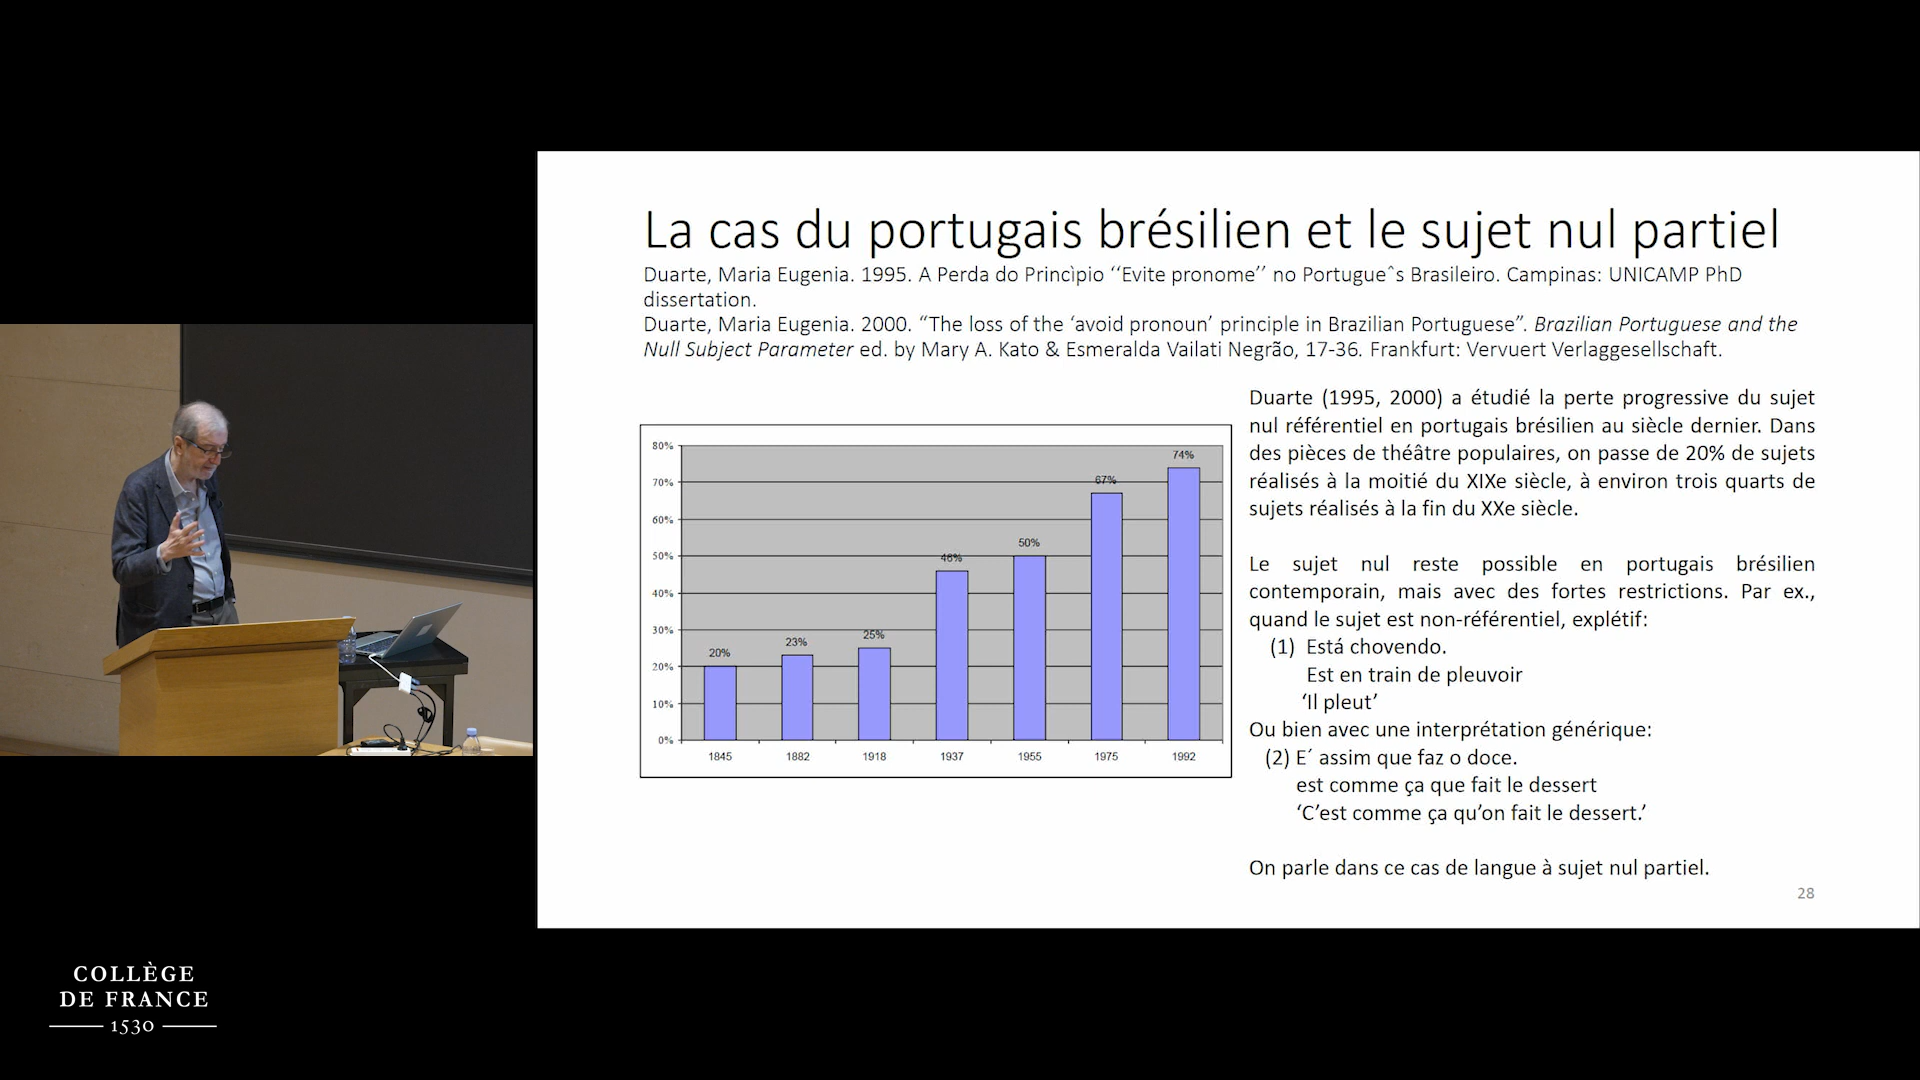 La cas du portugais brésilien et le sujet nul partiel
Duarte, Maria Eugenia. 1995. A Perda do Princìpio ‘‘Evite pronome’’ no Portugueˆs Brasileiro. Campinas: UNICAMP PhD
dissertation.
Duarte, Maria Eugenia. 2000. “The loss of the ‘avoid pronoun’ principle in Brazilian Portuguese”. Brazilian Portuguese and the
Null Subject Parameter ed. by Mary A. Kato & Esmeralda Vailati Negrão, 17-36. Frankfurt: Vervuert Verlaggesellschaft.
80%
70%
60%
50%
40%
30%
20%
10%
0%
20%
23%
25%
46%
50%
67%
74%
1845 1882 1918 1937 1955 1975 1992
Duarte (1995, 2000) a étudié la perte progressive du sujet
nul référentiel en portugais brésilien au siècle dernier. Dans
des pièces de théâtre populaires, on passe de 20% de sujets
réalisés à la moitié du XIXe siècle, à environ trois quarts de
sujets réalisés à la fin du XXe siècle.
Le sujet nul reste possible en portugais brésilien
contemporain, mais avec des fortes restrictions. Par ex.,
quand le sujet est non-référentiel, explétif:
(1) Está chovendo.
Est en train de pleuvoir
‘Il pleut’
Ou bien avec une interprétation générique:
(2) E´ assim que faz o doce.
est comme ça que fait le dessert
‘C’est comme ça qu’on fait le dessert.’
On parle dans ce cas de langue à sujet nul partiel.
28
COLLÈGE
DE FRANCE
1530